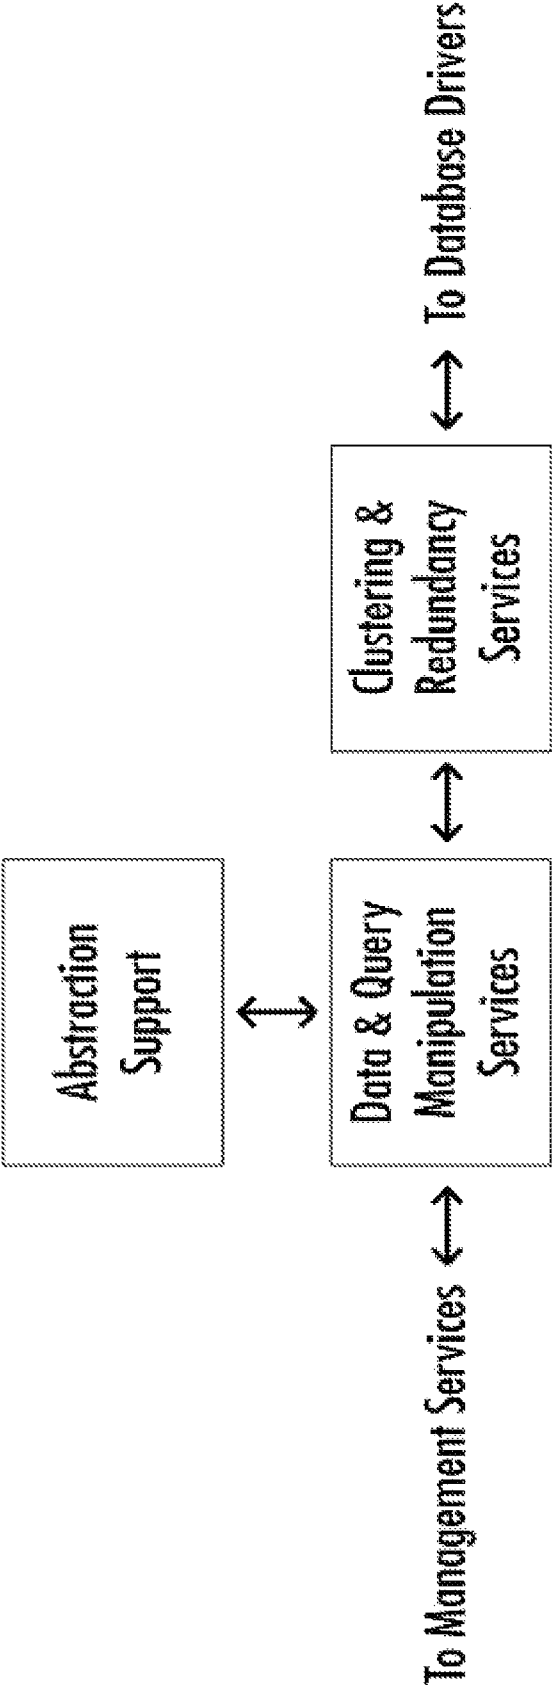 Abstraction
Support
To Management Services
Data & Query
Manipulation
Services
Clustering &
Redundancy
Services
To Database Drivers